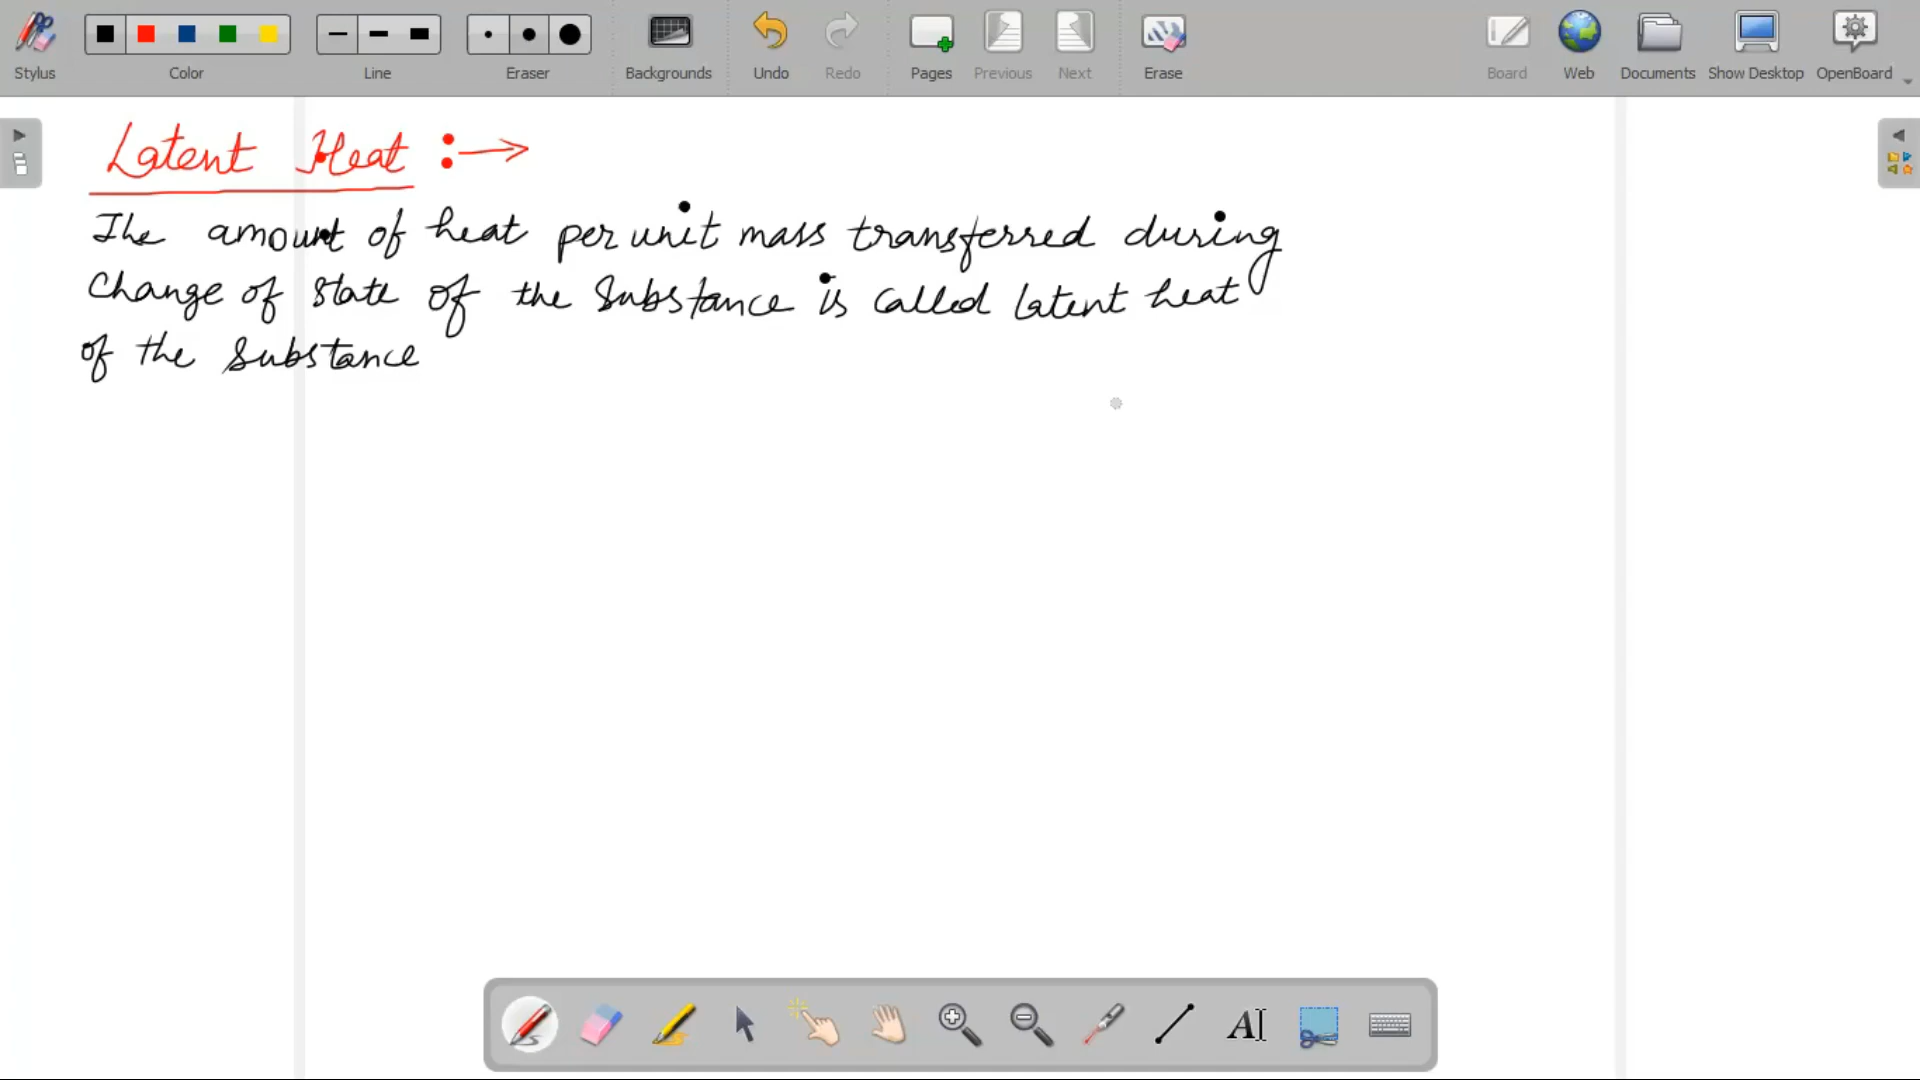 Stylus Color Line Eraser Backgrounds Undo Redo Pages Previous Next Erase Board Web Documents Show Desktop OpenBoard
Latent Heat :→
The amount of heat per unit mass transferred during
Change of state of the Substance is called latent heat
of the substance